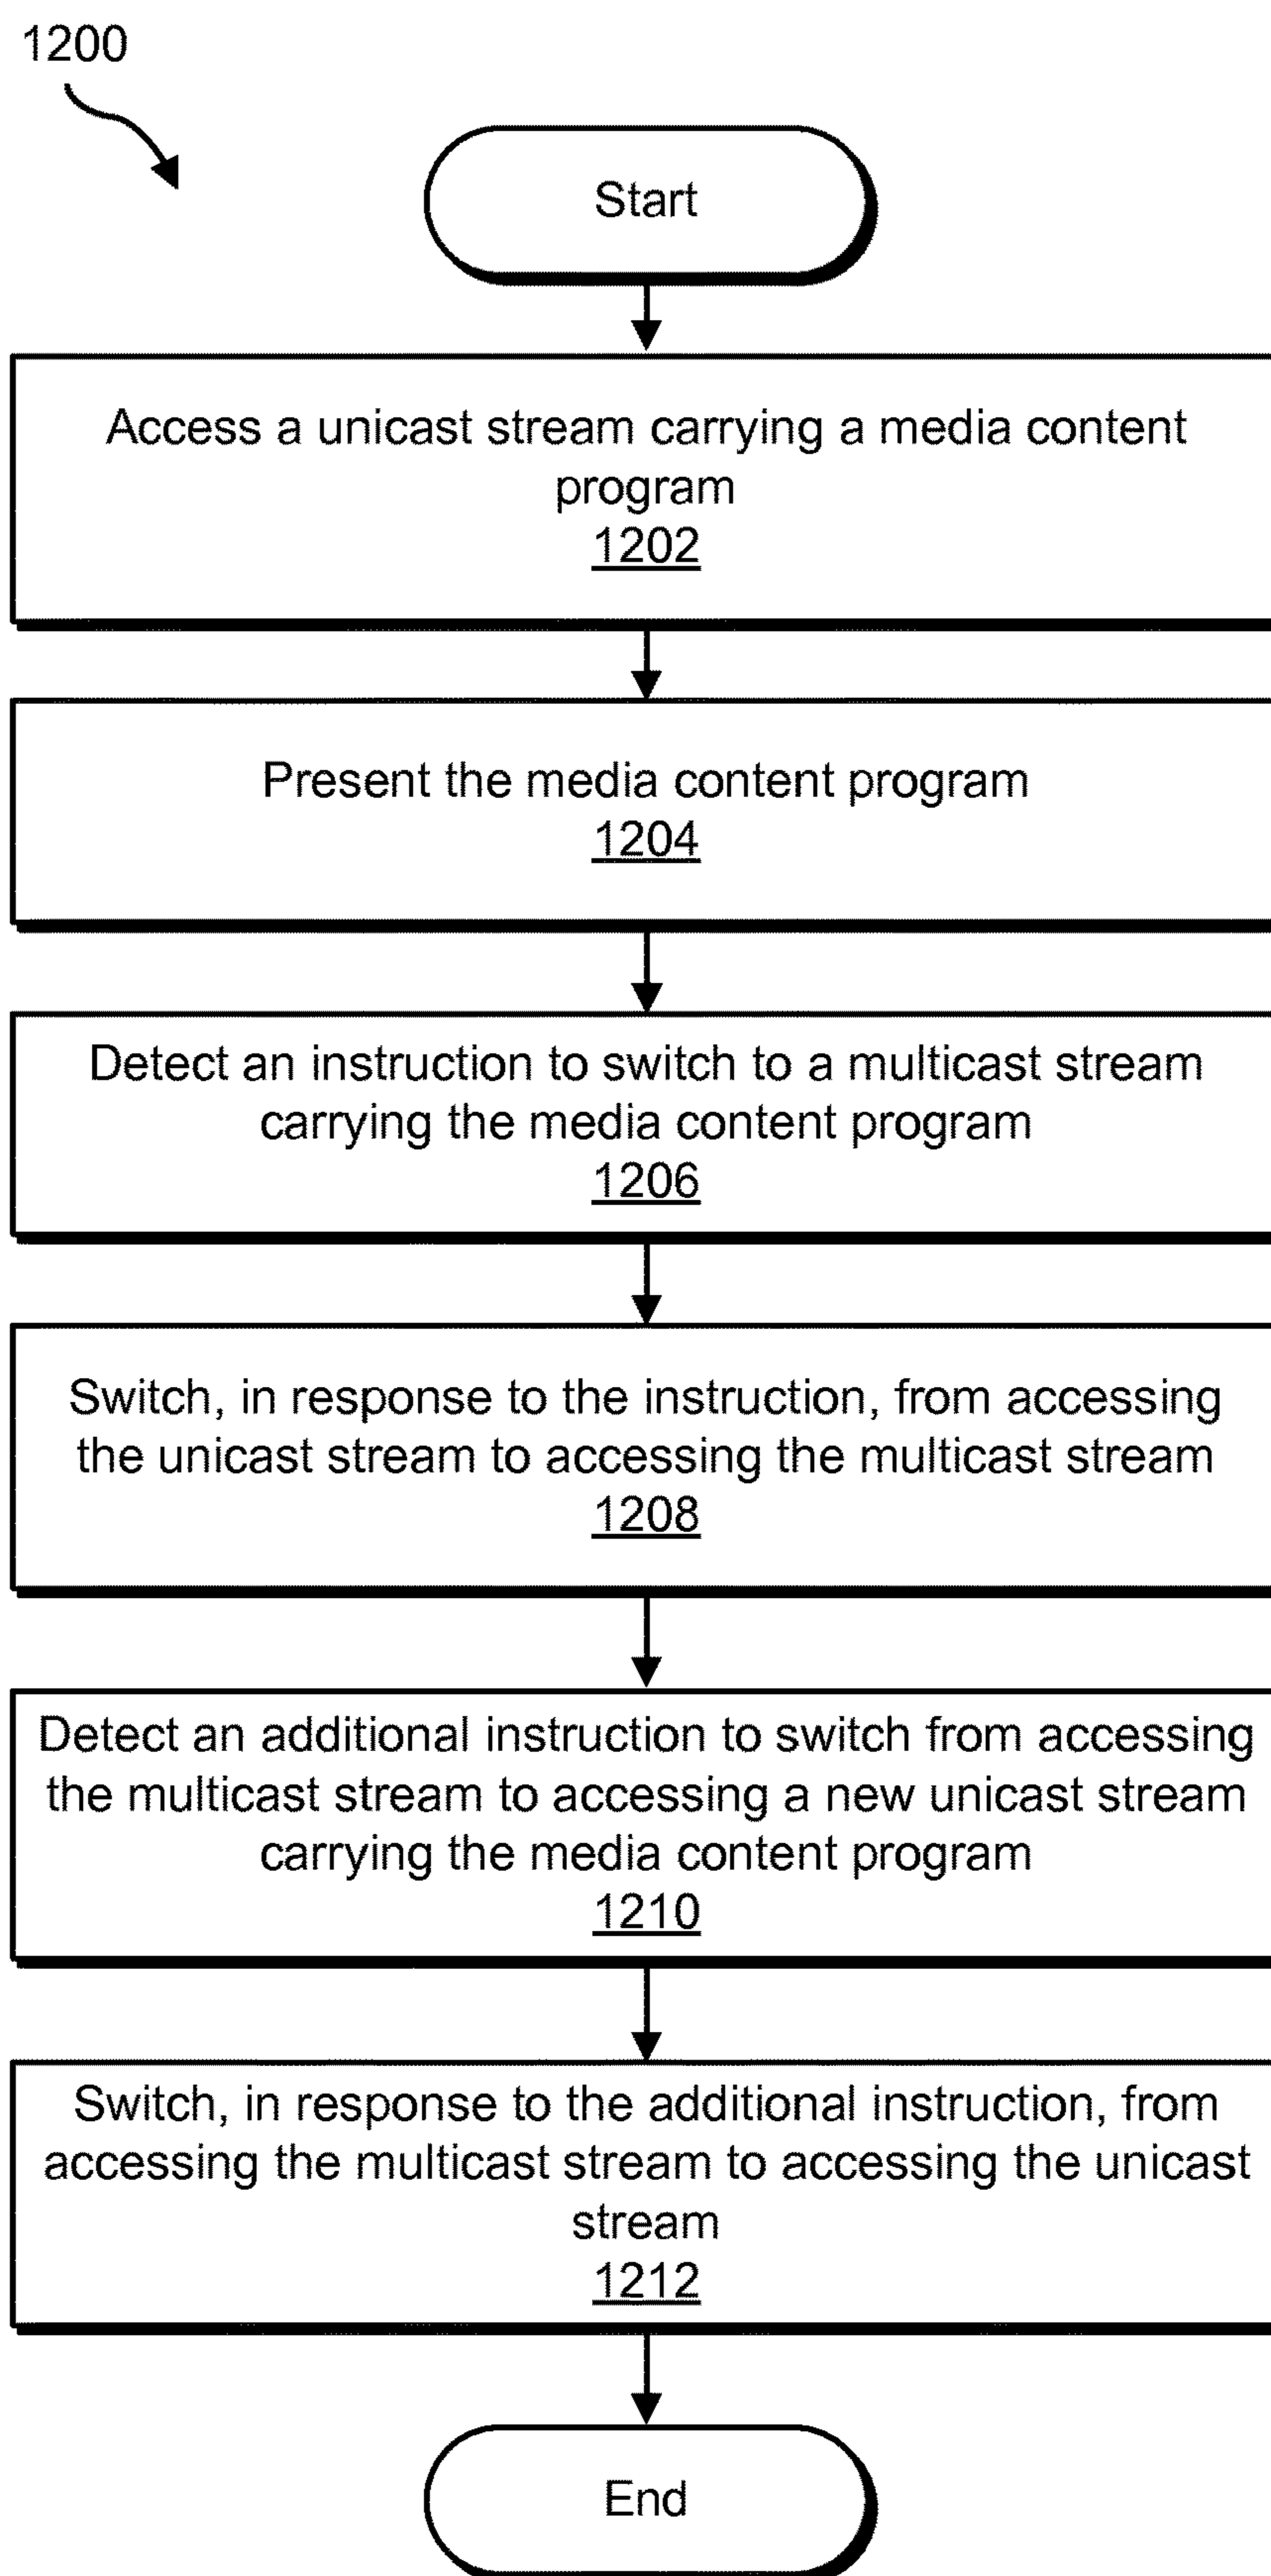 1200
Start
Access a unicast stream carrying a media content
program
1202
Present the media content program
1204
Detect an instruction to switch to a multicast stream
carrying the media content program
1206
Switch, in response to the instruction, from accessing
the unicast stream to accessing the multicast stream
1208
Detect an additional instruction to switch from accessing
the multicast stream to accessing a new unicast stream
carrying the media content program
1210
Switch, in response to the additional instruction, from
accessing the multicast stream to accessing the unicast
stream
1212
End